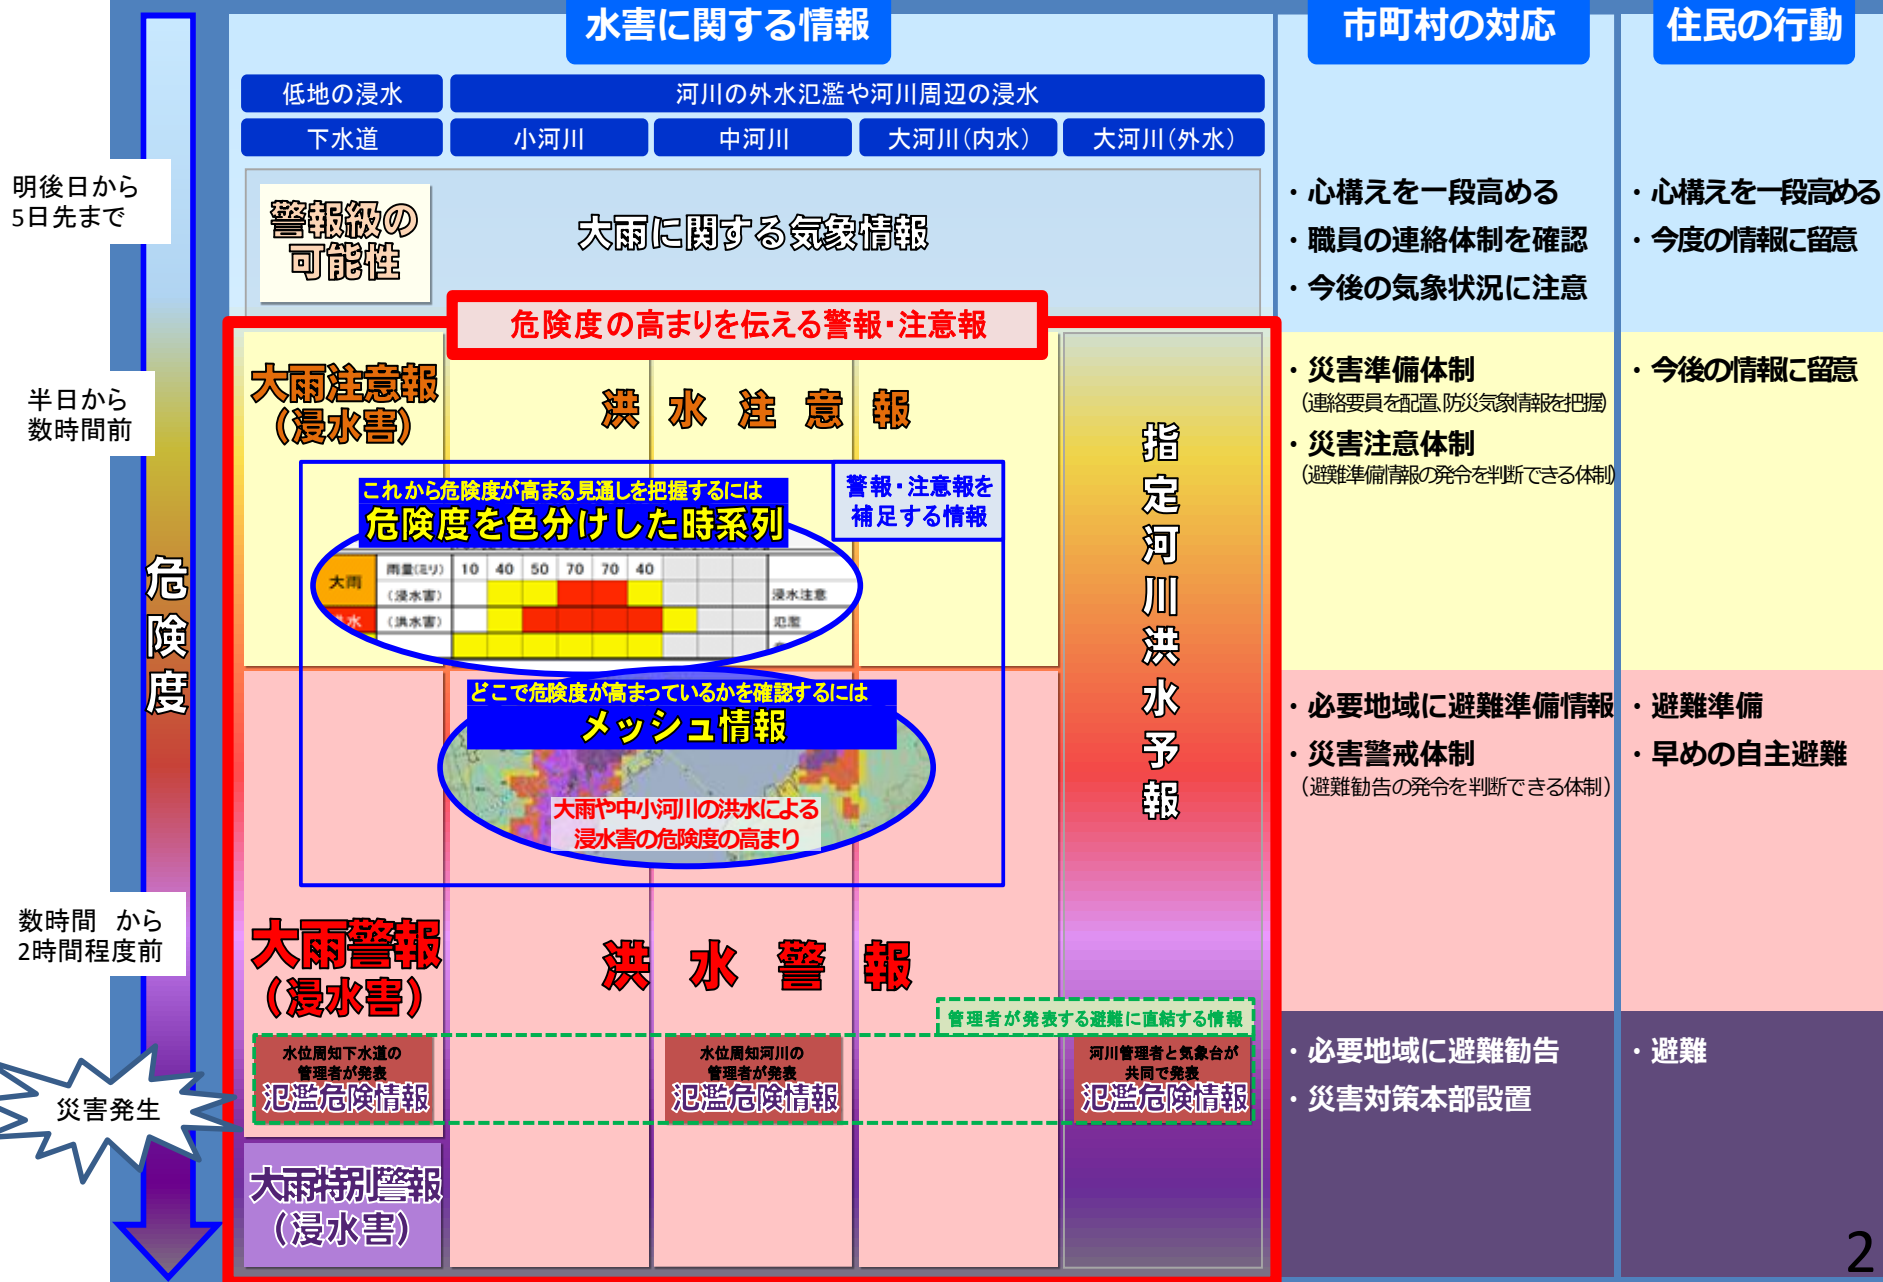 水害に関する情報
市町村の対応
住民の行動
低地の浸水
河川の外水氾濫や河川周辺の浸水
下水道
小河川
中河川
大河川(内水)
大河川(外水)
明後日から
5日先まで
警報級の
可能性
大雨に関する気象情報
・心構えを一段高める
・職員の連絡体制を確認
・今後の気象状況に注意
・心構えを一段高める
・今度の情報に留意
危険度の高まりを伝える警報・注意報
半日から
数時間前
大雨注意報
(浸水害)
洪水注意報
・災害準備体制
(連絡要員を配置、防災気象情報を把握)
・災害注意体制
(避難準備情報の発令を判断できる体制)
・今後の情報に留意
これから危険度が高まる見通しを把握するには
危険度を色分けした時系列
警報・注意報を
補足する情報
大雨
雨量(ミリ) 10 40 50 70 70 40
(浸水害)
浸水注意
水
(洪水害)
氾濫
指定河川洪水予報
危険度
どこで危険度が高まっているかを確認するには
メッシュ情報
大雨や中小河川の洪水による
浸水害の危険度の高まり
・必要地域に避難準備情報
・災害警戒体制
(避難勧告の発令を判断できる体制)
・避難準備
・早めの自主避難
数時間 から
2時間程度前
大雨警報
(浸水害)
洪水警報
管理者が発表する避難に直結する情報
水位周知下水道の
管理者が発表
氾濫危険情報
水位周知河川の
管理者が発表
氾濫危険情報
河川管理者と気象台が
共同で発表
氾濫危険情報
・必要地域に避難勧告
・災害対策本部設置
・避難
災害発生
大雨特別警報
(浸水害)
2